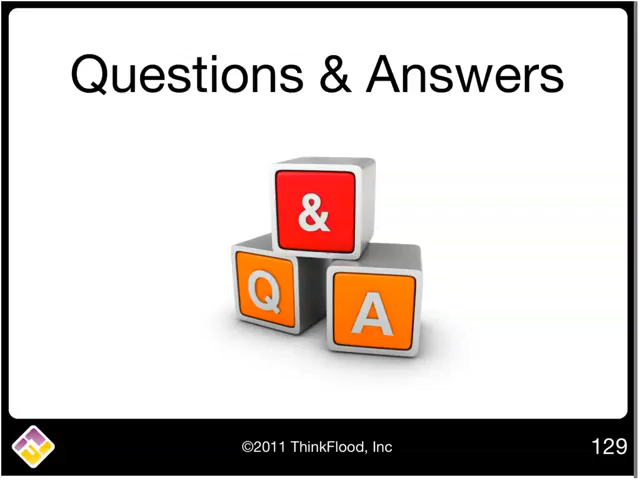 Questions & Answers
&
Q
A
©2011 ThinkFlood, Inc
129